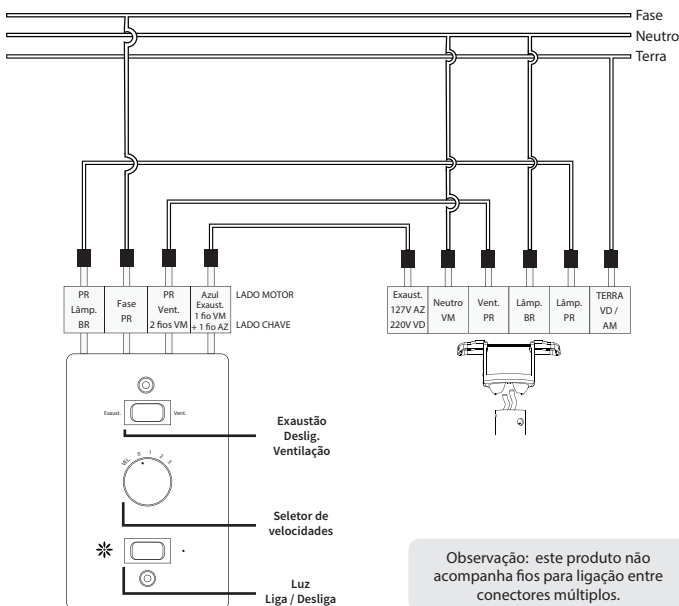 Fase
Neutro
Terra
PR
Lâmp.
BR
Fase
PR
PR
Vent.
2 fios VM
Azul
Exaust.
1 fio VM
+ 1 fio AZ
LADO MOTOR
LADO CHAVE
Exaust.
127V AZ
220V VD
Neutro
VM
Vent.
PR
Lâmp.
BR
Lâmp.
PR
TERRA
VD /
AM
Exaust.
Vent.
Exaustão
Deslig.
Ventilação
VEL. 0 1 2 3
Seletor de
velocidades
Luz
Liga / Desliga
Observação: este produto não
acompanha fios para ligação entre
conectores múltiplos.